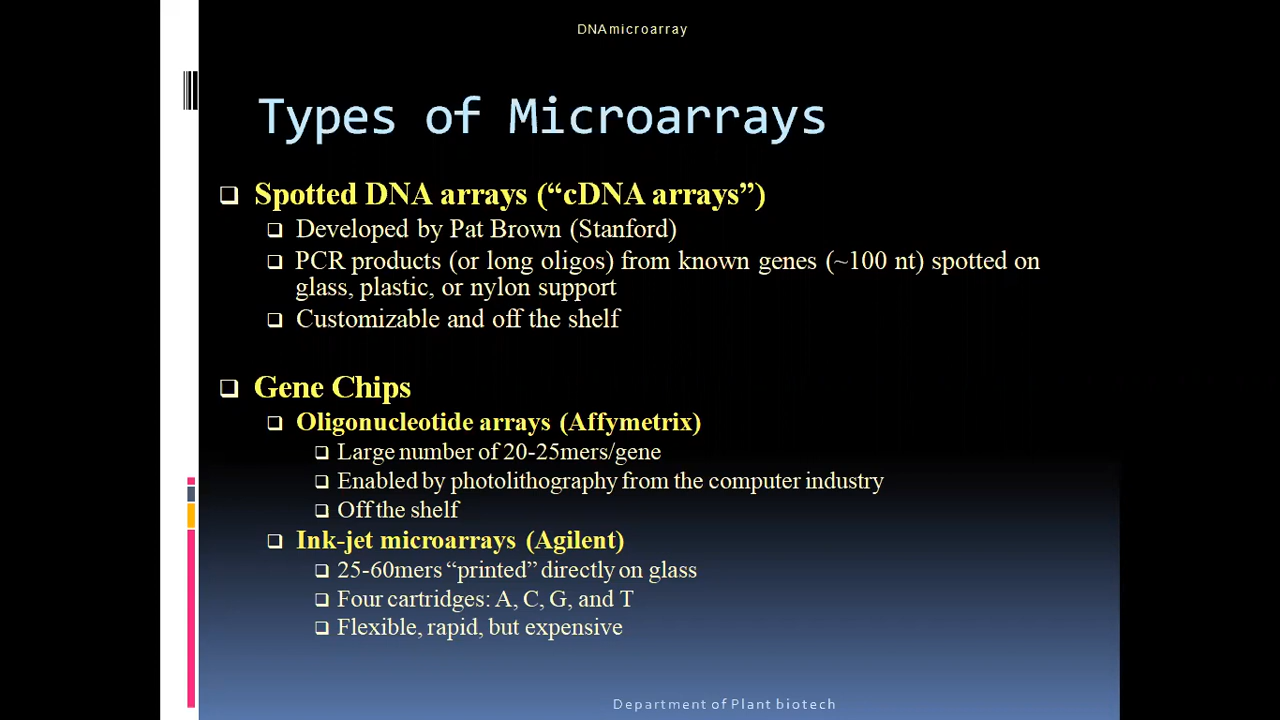 DNA microarray
Types of Microarrays
Spotted DNA arrays (“cDNA arrays”)
Developed by Pat Brown (Stanford)
PCR products (or long oligos) from known genes (~100 nt) spotted on
glass, plastic, or nylon support
Customizable and off the shelf
Gene Chips
Oligonucleotide arrays (Affymetrix)
Large number of 20-25mers/gene
Enabled by photolithography from the computer industry
Off the shelf
Ink-jet microarrays (Agilent)
25-60mers “printed” directly on glass
Four cartridges: A, C, G, and T
Flexible, rapid, but expensive
Department of Plant biotech